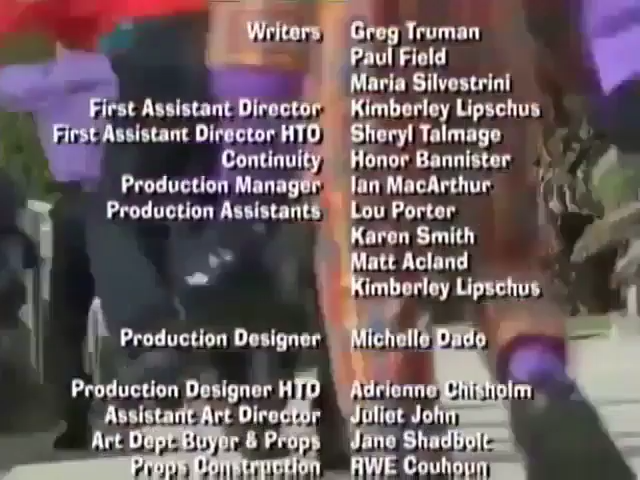 Writers Greg Truman
Paul Field
Maria Silvestrini
First Assistant Director Kimberley Lipschus
First Assistant Director HTO Sheryl Talmage
Continuity Honor Bannister
Production Manager Ian MacArthur
Production Assistants Lou Porter
Karen Smith
Matt Acland
Kimberley Lipschus
Production Designer Michelle Dado
Production Designer HTO Adrienne Chisholm
Assistant Art Director Juliet John
Art Dept Buyer & Props Jane Shadbolt
Props Construction RWE Couhoun